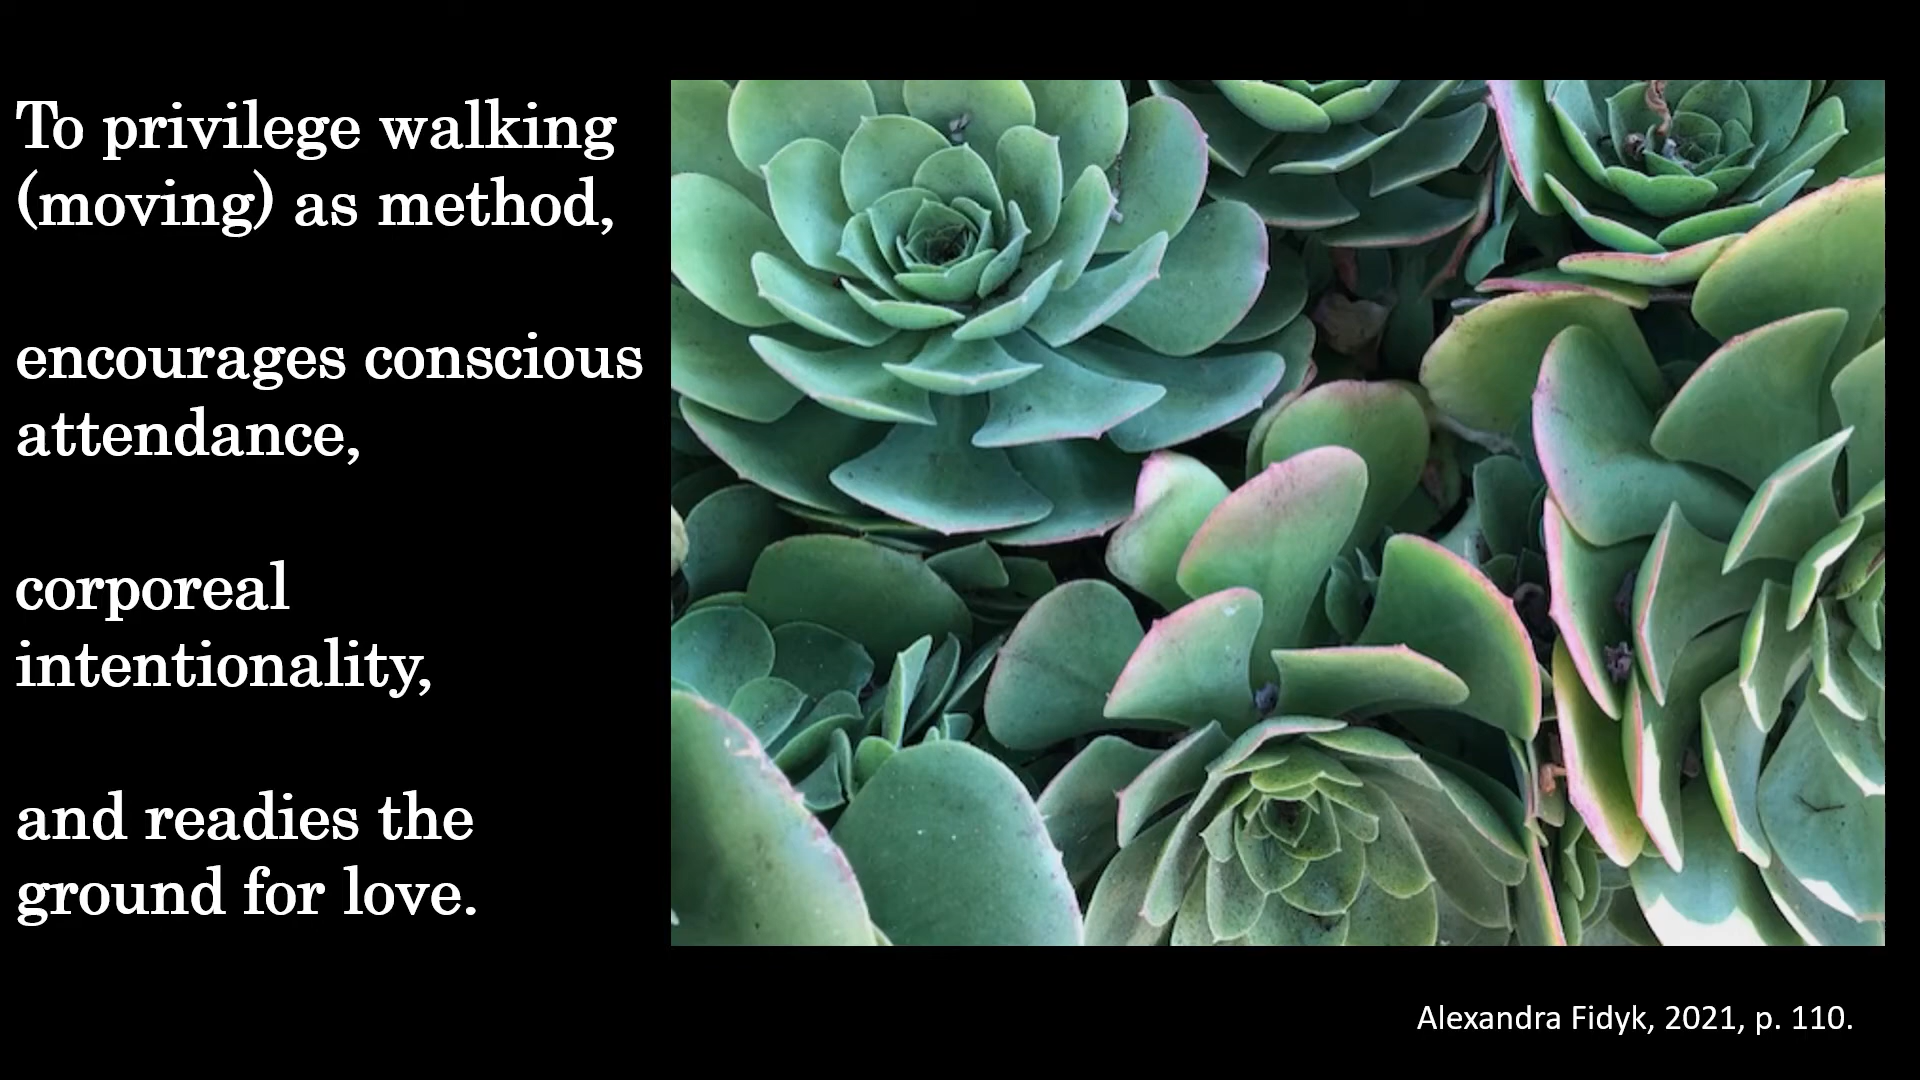 To privilege walking
(moving) as method,
encourages conscious
attendance,
corporeal
intentionality,
and readies the
ground for love.
Alexandra Fidyk, 2021, p. 110.